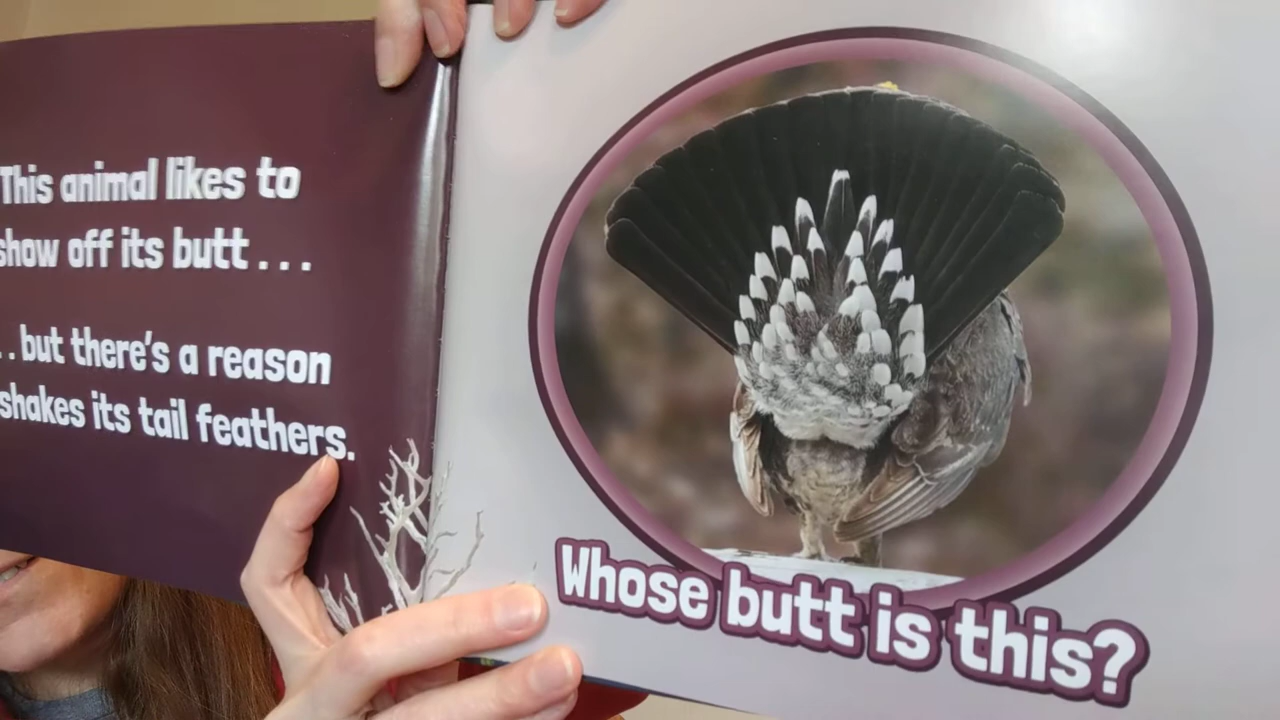 This animal likes to
show off its butt . . .
. . but there's a reason
shakes its tail feathers.
Whose butt is this?